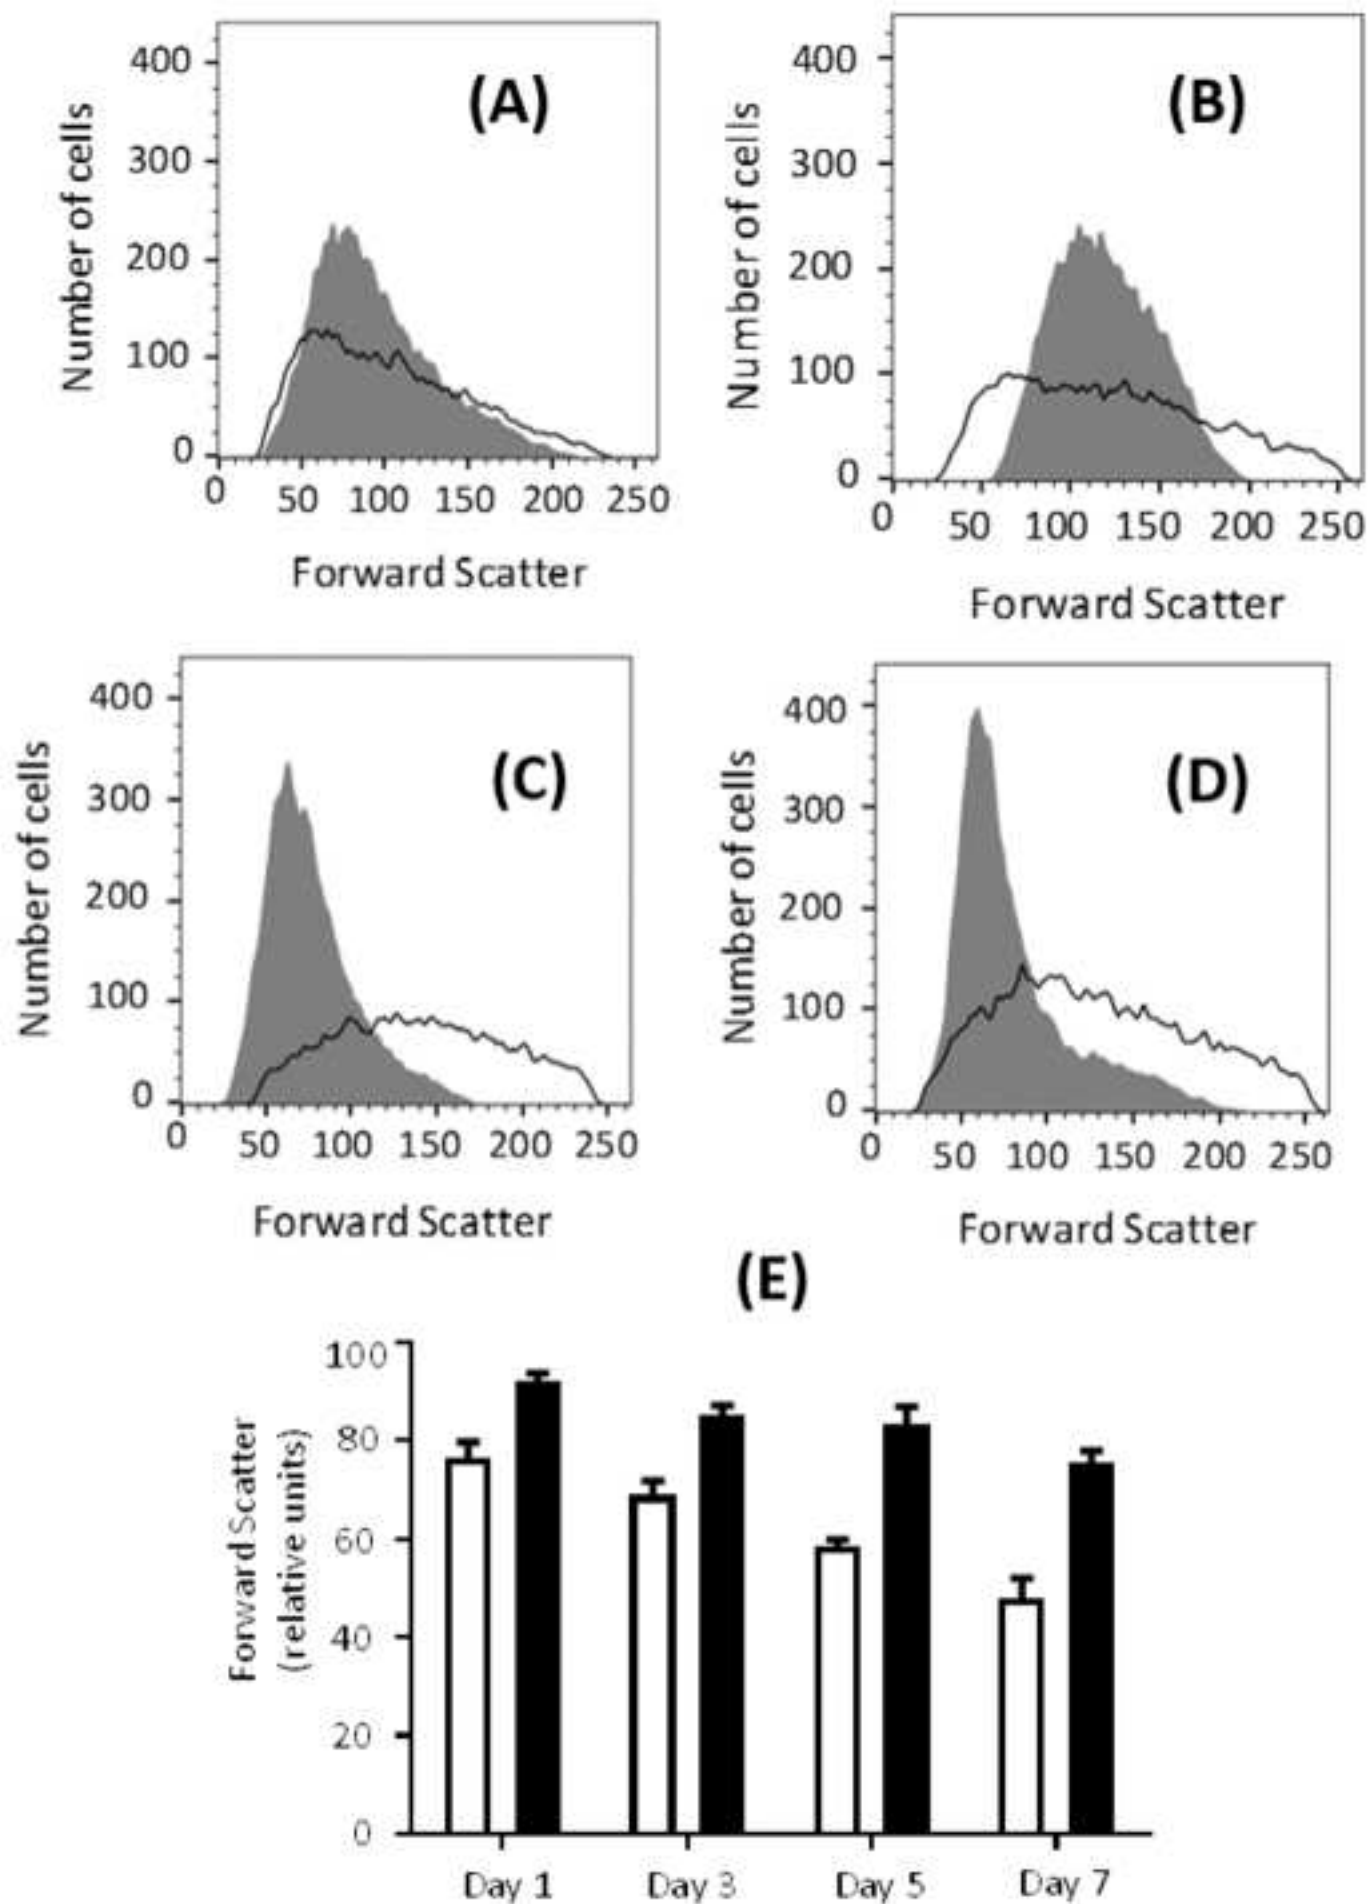 (A)
Number of cells
400
300
200
100
0
0 50 100 150 200 250
Forward Scatter
(B)
Number of cells
400
300
200
100
0
0 50 100 150 200 250
Forward Scatter
(C)
Number of cells
400
300
200
100
0
0 50 100 150 200 250
Forward Scatter
(D)
Number of cells
400
300
200
100
0
0 50 100 150 200 250
Forward Scatter
(E)
Forward Scatter
(relative units)
100
80
60
40
20
0
Day 1 Day 3 Day 5 Day 7